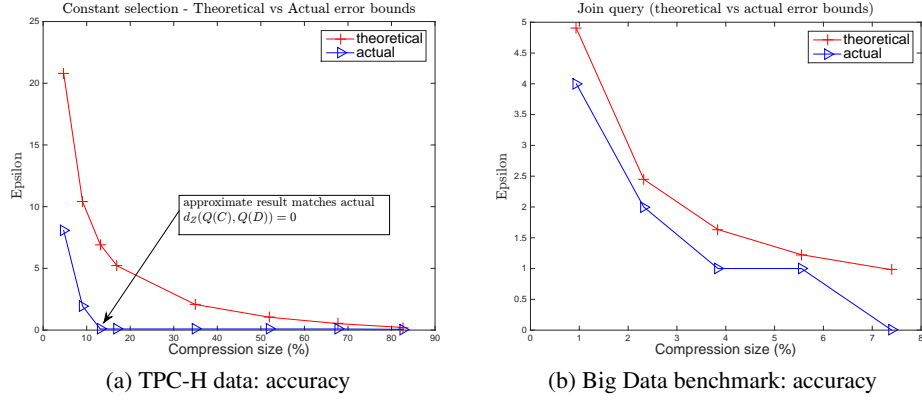 Constant selection - Theoretical vs Actual error bounds
25
20
15
10
5
0
Epsilon
theoretical
actual
approximate result matches actual
d_Z(Q(C), Q(D)) = 0
0 10 20 30 40 50 60 70 80 90
Compression size (%)
(a) TPC-H data: accuracy
Join query (theoretical vs actual error bounds)
5
4.5
4
3.5
3
2.5
2
1.5
1
0.5
0
Epsilon
theoretical
actual
0 1 2 3 4 5 6 7 8
Compression size (%)
(b) Big Data benchmark: accuracy